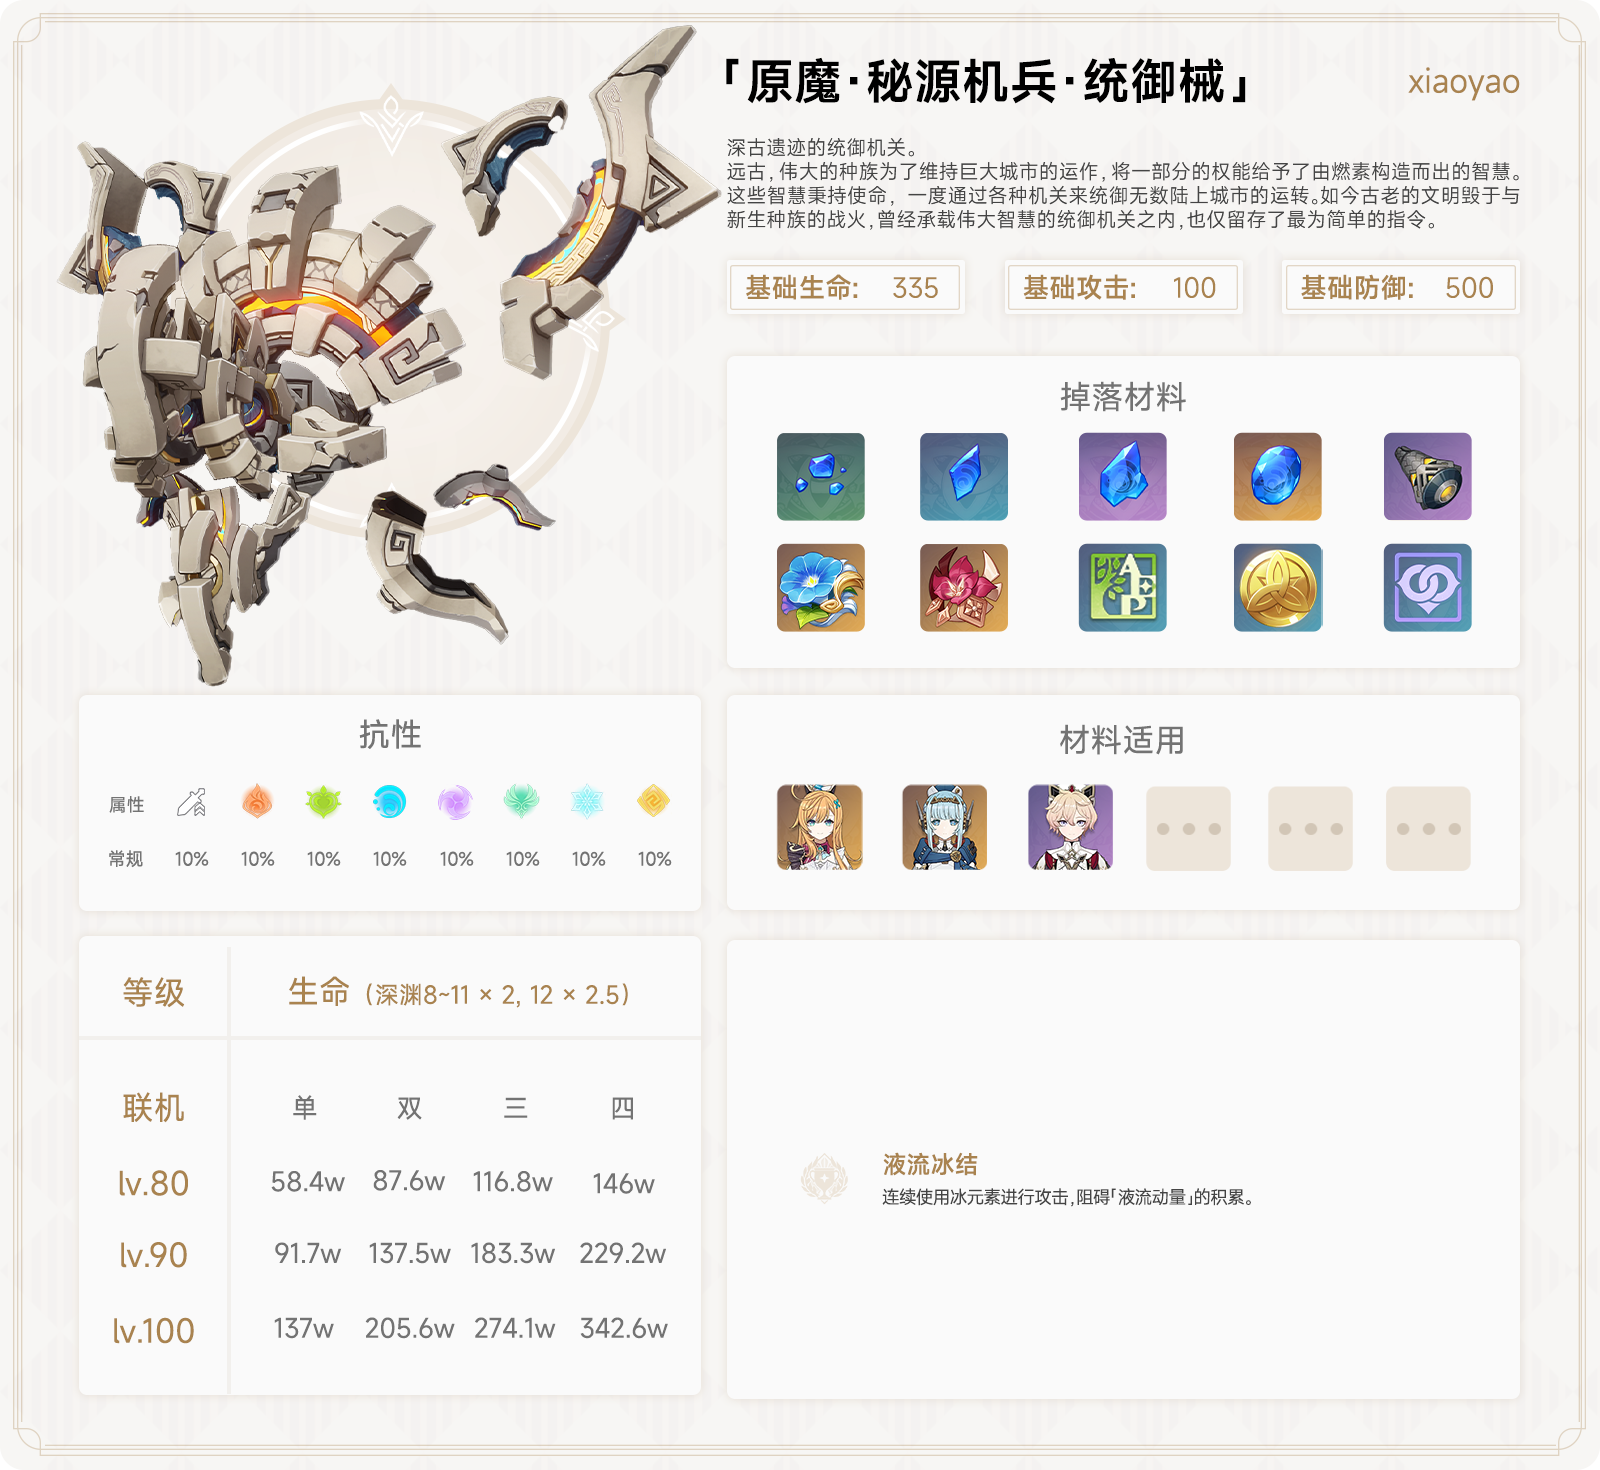 「原魔·秘源机兵·统御械」
xiaoyao
深古遗迹的统御机关。
远古,伟大的种族为了维持巨大城市的运作,将一部分的权能给予了由燃素构造而出的智慧。
这些智慧秉持使命,一度通过各种机关来统御无数陆上城市的运转。如今古老的文明毁于与
新生种族的战火,曾经承载伟大智慧的统御机关之内,也仅留存了最为简单的指令。
基础生命: 335
基础攻击: 100
基础防御: 500
掉落材料
AEP
抗性
属性
常规 10% 10% 10% 10% 10% 10% 10% 10%
材料适用
等级 生命 (深渊8~11 × 2, 12 × 2.5)
联机 单 双 三 四
lv.80 58.4w 87.6w 116.8w 146w
lv.90 91.7w 137.5w 183.3w 229.2w
lv.100 137w 205.6w 274.1w 342.6w
液流冰结
连续使用冰元素进行攻击,阻碍「液流动量」的积累。